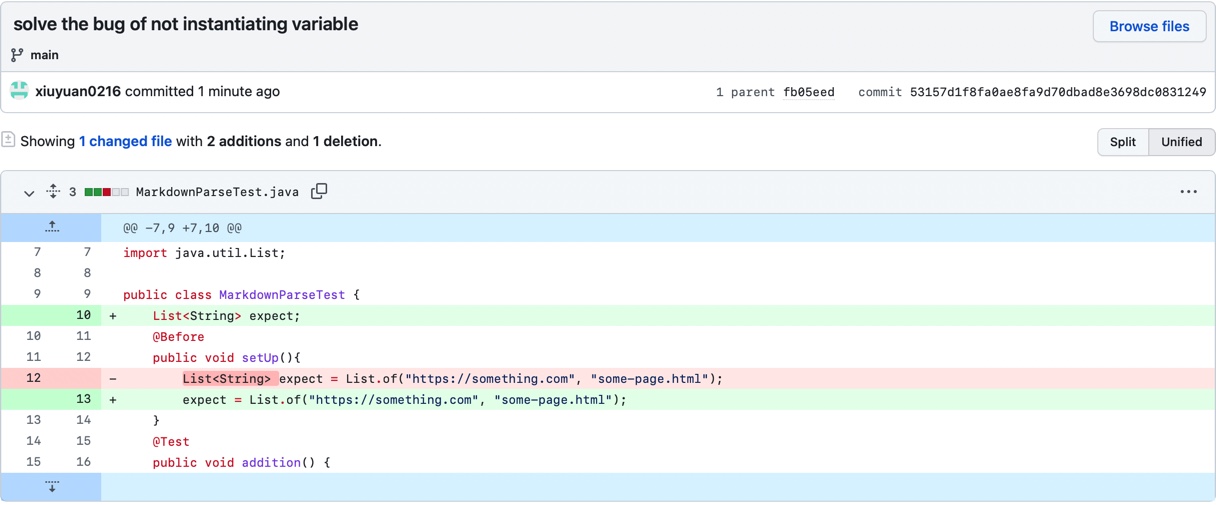 solve the bug of not instantiating variable
Browse files
main
xiuyuan0216 committed 1 minute ago
1 parent fb05eed commit 53157d1f8fa0ae8fa9d70dbad8e3698dc0831249
Showing 1 changed file with 2 additions and 1 deletion.
Split Unified
3 MarkdownParseTest.java
@@ -7,9 +7,10 @@
7 7 import java.util.List;
8 8
9 9 public class MarkdownParseTest {
10 + List<String> expect;
10 11 @Before
11 12 public void setUp(){
12 - List<String> expect = List.of("https://something.com", "some-page.html");
13 + expect = List.of("https://something.com", "some-page.html");
13 14 }
14 15 @Test
15 16 public void addition() {